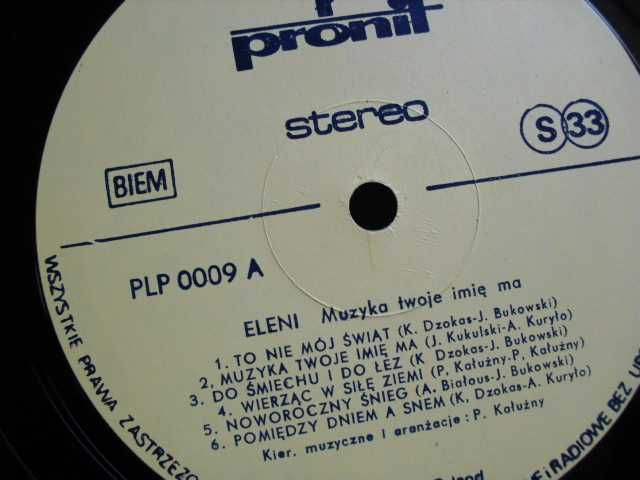 pronit
stereo
S 33
BIEM
PLP 0009 A
ELENI Muzyka twoje imię ma
1. TO NIE MÓJ ŚWIĄT (K. Dzokas-J. Bukowski)
2. MUZYKA TWOJE IMIĘ MA (J. Kukulski-A. Kuryło)
3. DO ŚMIECHU I DO ŁEZ (K. Dzokas-J. Bukowski)
4. WIERZĄC W SIŁĘ ZIEMI (P. Kałużny-P. Kałużny)
5. NOWOROCZNY ŚNIEG (A. Białous-J. Bukowski)
6. POMIĘDZY DNIEM A SNEM (K. Dzokas-A. Kuryło)
Kier. muzyczne i aranżacje: P. Kałużny
WSZYSTKIE PRAWA ZASTRZEŻO
E i RADIOWE BEZ